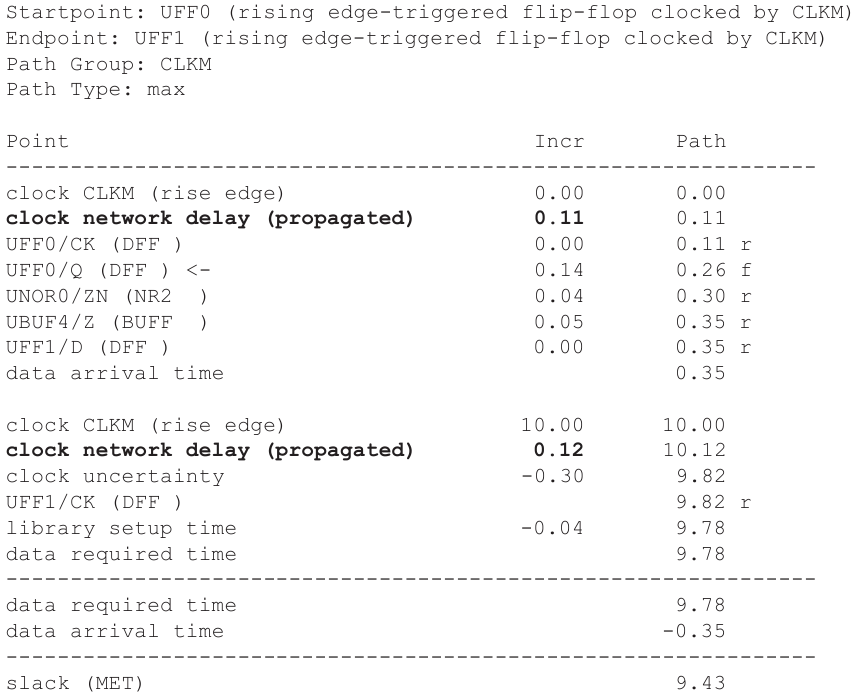 Startpoint: UFF0 (rising edge-triggered flip-flop clocked by CLKM)
Endpoint: UFF1 (rising edge-triggered flip-flop clocked by CLKM)
Path Group: CLKM
Path Type: max
Point                                    Incr       Path
---------------------------------------------------------------
clock CLKM (rise edge)                   0.00       0.00
clock network delay (propagated)         0.11       0.11
UFF0/CK (DFF )                           0.00       0.11 r
UFF0/Q (DFF ) <-                         0.14       0.26 f
UNOR0/ZN (NR2  )                         0.04       0.30 r
UBUF4/Z (BUFF  )                         0.05       0.35 r
UFF1/D (DFF )                            0.00       0.35 r
data arrival time                                   0.35
clock CLKM (rise edge)                  10.00      10.00
clock network delay (propagated)         0.12      10.12
clock uncertainty                       -0.30       9.82
UFF1/CK (DFF )                                      9.82 r
library setup time                      -0.04       9.78
data required time                                  9.78
---------------------------------------------------------------
data required time                                  9.78
data arrival time                                  -0.35
---------------------------------------------------------------
slack (MET)                                         9.43